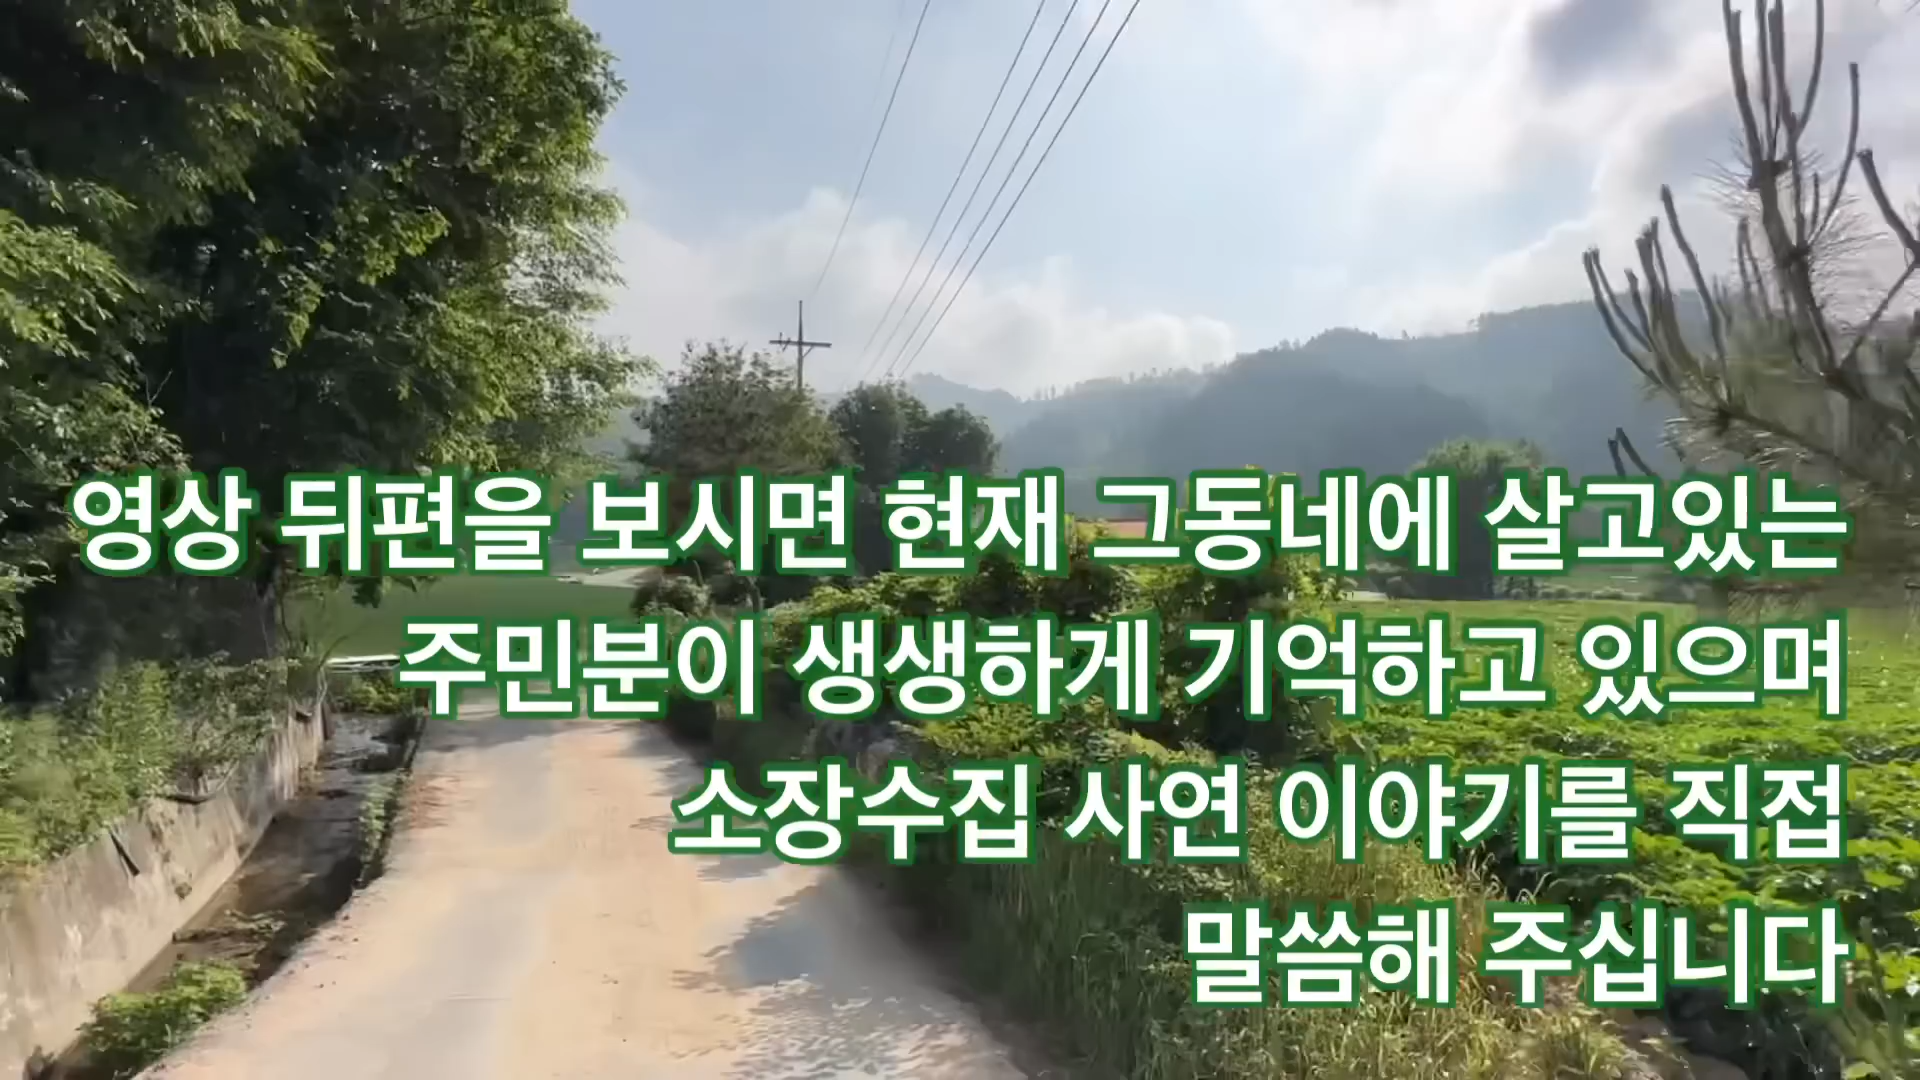 영상 뒤편을 보시면 현재 그동네에 살고있는
주민분이 생생하게 기억하고 있으며
소장수집 사연 이야기를 직접
말씀해 주십니다